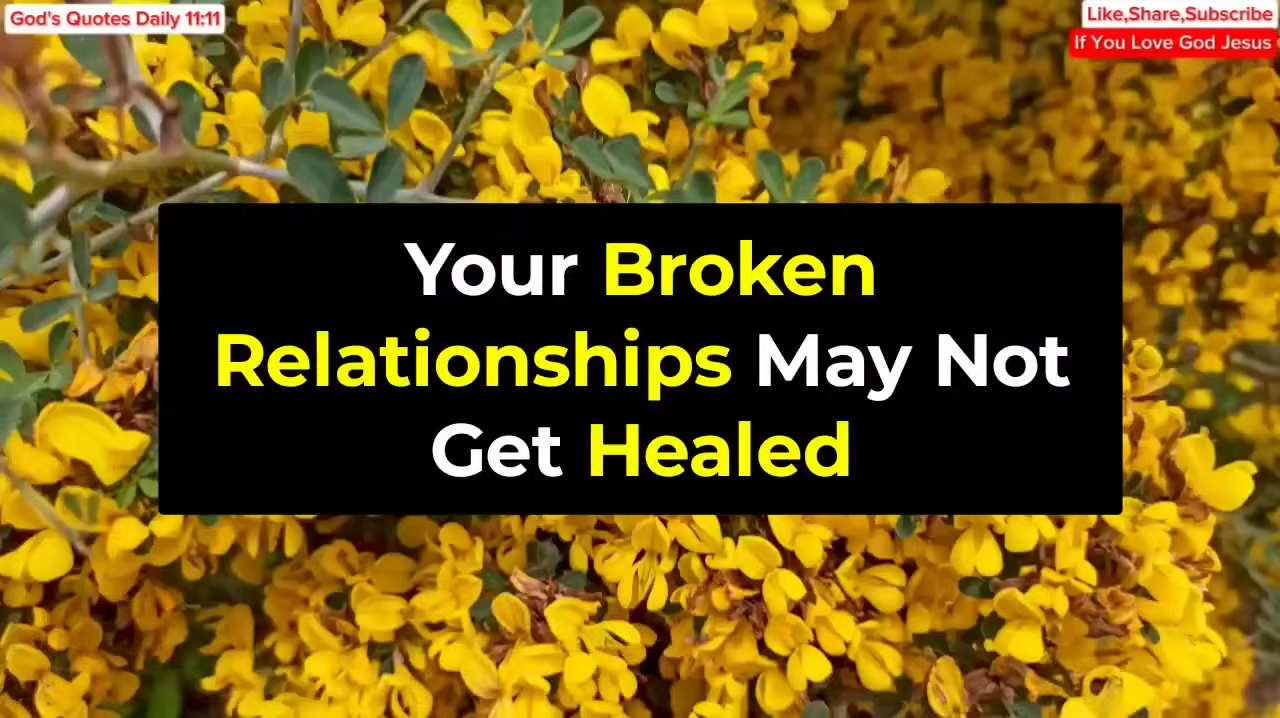 God's Quotes Daily 11:11
Like,Share,Subscribe
If You Love God Jesus
Your Broken
Relationships May Not
Get Healed